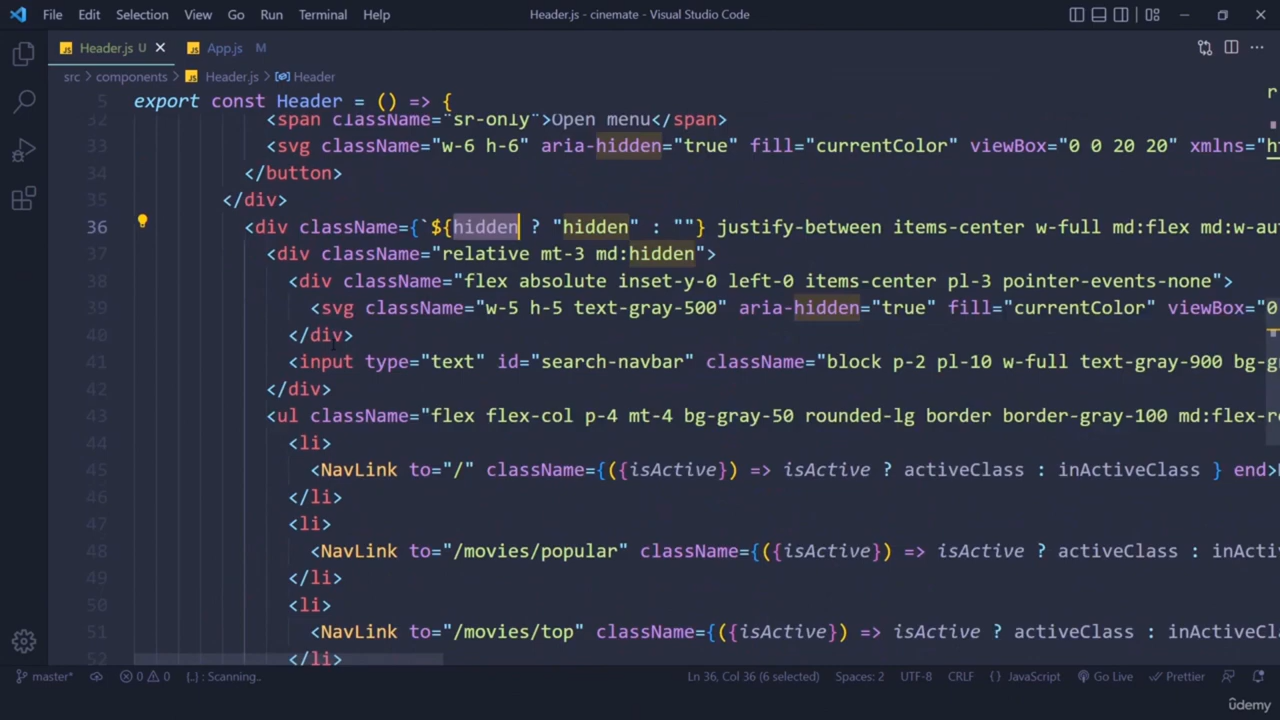 File Edit Selection View Go Run Terminal Help Header.js - cinemate - Visual Studio Code
JS Header.js U JS App.js M
src > components > JS Header.js > Header
5 export const Header = () => {
32 <span className="sr-only">Open menu</span>
33 <svg className="w-6 h-6" aria-hidden="true" fill="currentColor" viewBox="0 0 20 20" xmlns="
34 </button>
35 </div>
36 <div className={`${hidden ? "hidden" : ""} justify-between items-center w-full md:flex md:w-au
37 <div className="relative mt-3 md:hidden">
38 <div className="flex absolute inset-y-0 left-0 items-center pl-3 pointer-events-none">
39 <svg className="w-5 h-5 text-gray-500" aria-hidden="true" fill="currentColor" viewBox="0
40 </div>
41 <input type="text" id="search-navbar" className="block p-2 pl-10 w-full text-gray-900 bg-g
42 </div>
43 <ul className="flex flex-col p-4 mt-4 bg-gray-50 rounded-lg border border-gray-100 md:flex-r
44 <li>
45 <NavLink to="/" className={({isActive}) => isActive ? activeClass : inActiveClass } end>
46 </li>
47 <li>
48 <NavLink to="/movies/popular" className={({isActive}) => isActive ? activeClass : inActi
49 </li>
50 <li>
51 <NavLink to="/movies/top" className={({isActive}) => isActive ? activeClass : inActiveCl
52 </li>
master* 0 0 {..} : Scanning.. Ln 36, Col 36 (6 selected) Spaces: 2 UTF-8 CRLF {} JavaScript Go Live Prettier
ûdemy